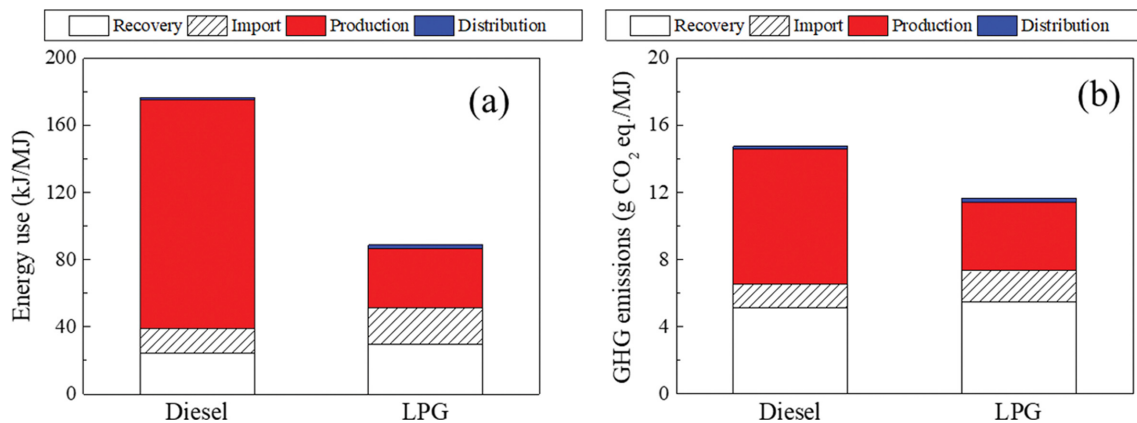 Recovery Import Production Distribution
200
160
120
80
40
0
Energy use (kJ/MJ)
(a)
Diesel LPG
Recovery Import Production Distribution
20
16
12
8
4
0
GHG emissions (g CO₂ eq./MJ)
(b)
Diesel LPG